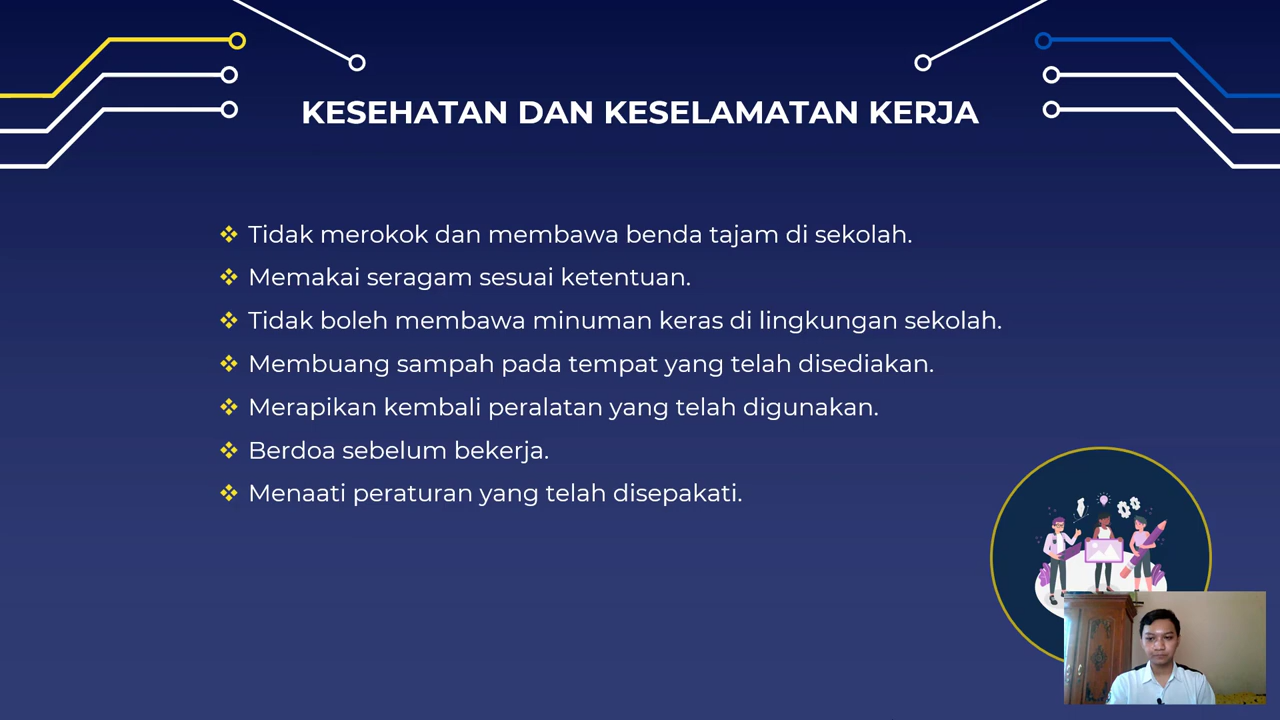 KESEHATAN DAN KESELAMATAN KERJA
Tidak merokok dan membawa benda tajam di sekolah.
Memakai seragam sesuai ketentuan.
Tidak boleh membawa minuman keras di lingkungan sekolah.
Membuang sampah pada tempat yang telah disediakan.
Merapikan kembali peralatan yang telah digunakan.
Berdoa sebelum bekerja.
Menaati peraturan yang telah disepakati.